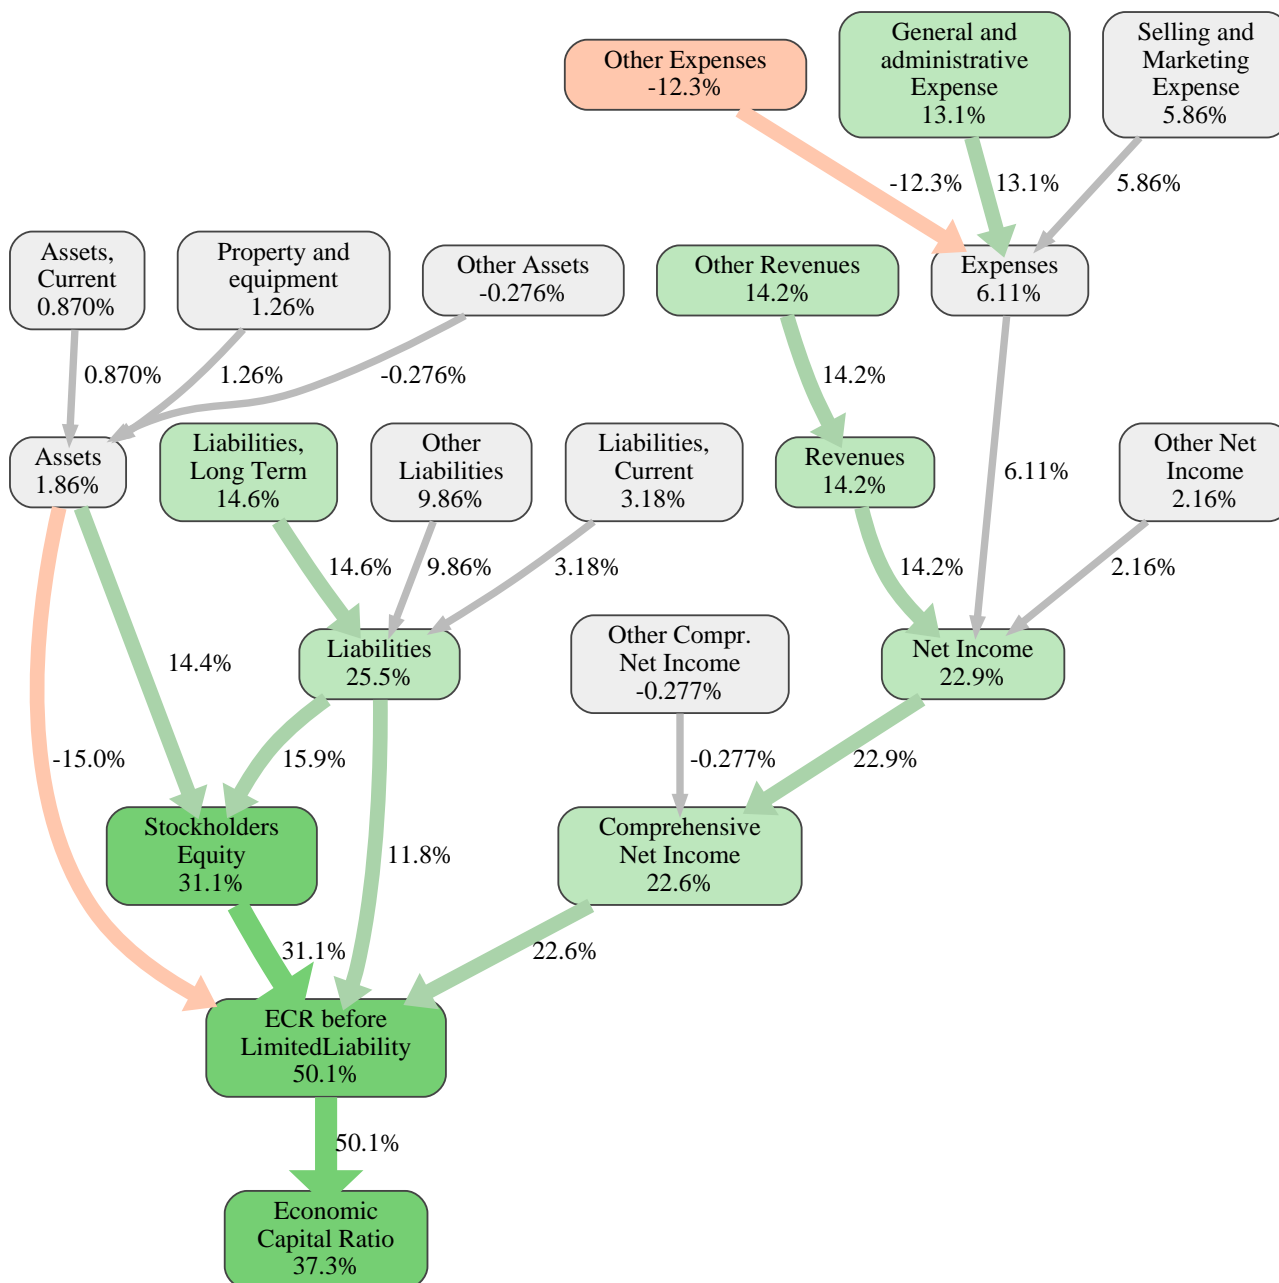 Other Expenses
-12.3%
General and
administrative
Expense
13.1%
Selling and
Marketing
Expense
5.86%
-12.3%
13.1%
5.86%
Assets,
Current
0.870%
Property and
equipment
1.26%
Other Assets
-0.276%
Other Revenues
14.2%
Expenses
6.11%
0.870%
1.26%
-0.276%
14.2%
6.11%
Assets
1.86%
Liabilities,
Long Term
14.6%
Other
Liabilities
9.86%
Liabilities,
Current
3.18%
Revenues
14.2%
Other Net
Income
2.16%
14.6%
9.86%
3.18%
14.2%
2.16%
14.4%
Liabilities
25.5%
Other Compr.
Net Income
-0.277%
Net Income
22.9%
-15.0%
15.9%
-0.277%
22.9%
Stockholders
Equity
31.1%
11.8%
Comprehensive
Net Income
22.6%
31.1%
22.6%
ECR before
LimitedLiability
50.1%
50.1%
Economic
Capital Ratio
37.3%